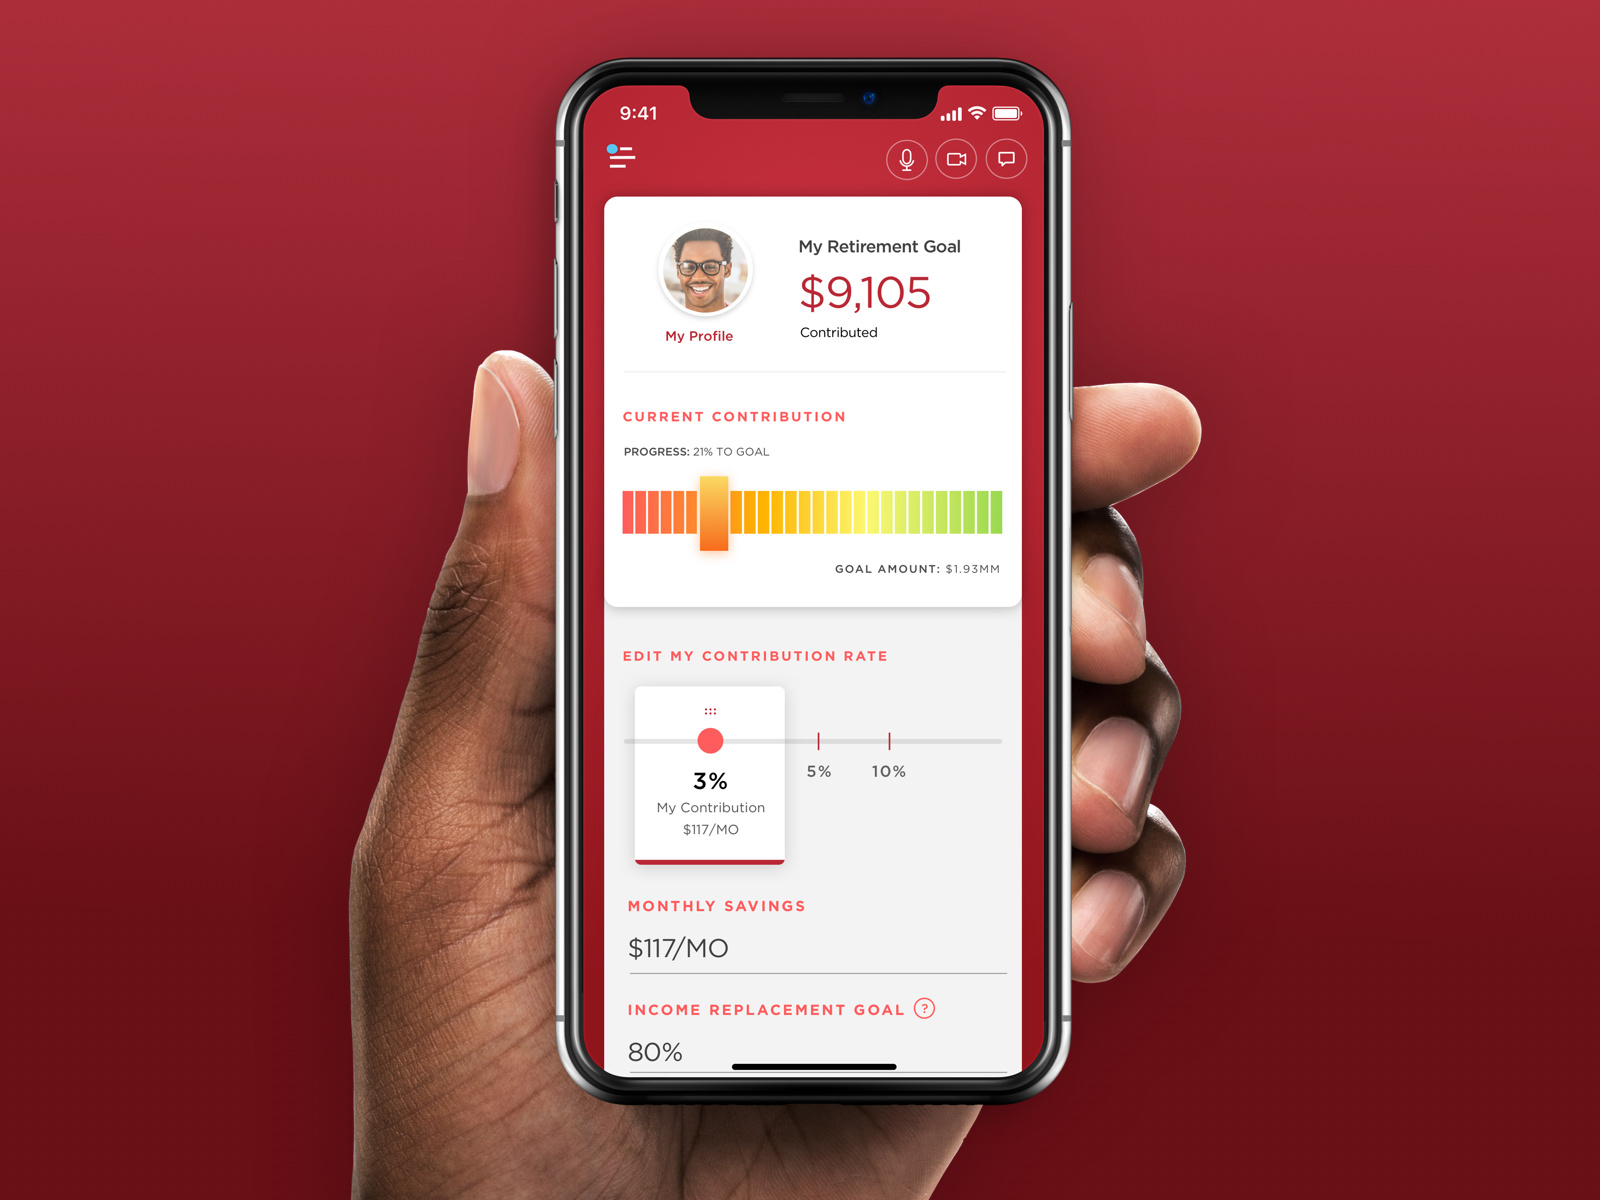 9:41
My Retirement Goal
$9,105
Contributed
My Profile
CURRENT CONTRIBUTION
PROGRESS: 21% TO GOAL
GOAL AMOUNT: $1.93MM
EDIT MY CONTRIBUTION RATE
5%
10%
3%
My Contribution
$117/MO
MONTHLY SAVINGS
$117/MO
INCOME REPLACEMENT GOAL ?
80%